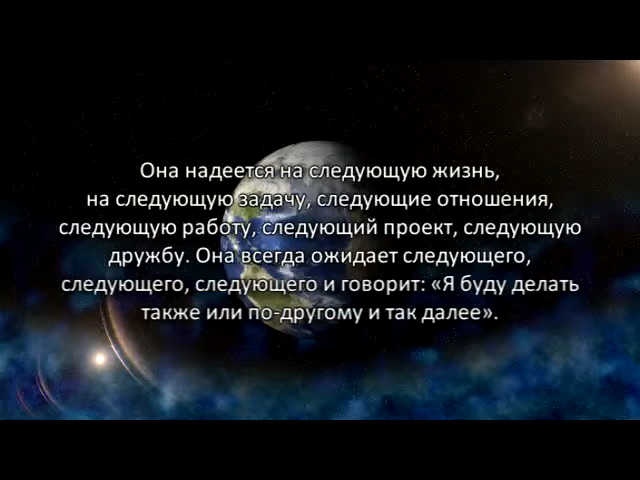 Она надеется на следующую жизнь,
на следующую задачу, следующие отношения,
следующую работу, следующий проект, следующую
дружбу. Она всегда ожидает следующего,
следующего, следующего и говорит: «Я буду делать
также или по-другому и так далее».